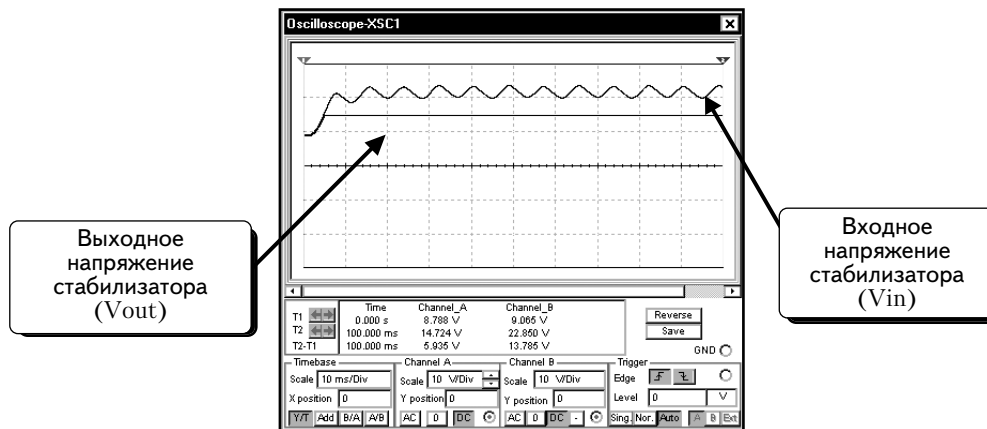 Oscilloscope-XSC1
Выходное
напряжение
стабилизатора
(Vout)
Входное
напряжение
стабилизатора
(Vin)
Time Channel_A Channel_B
T1 0.000 s 8.788 V 9.065 V
T2 100.000 ms 14.724 V 22.850 V
T2-T1 100.000 ms 5.935 V 13.785 V
Reverse
Save
GND
Timebase Channel A Channel B Trigger
Scale 10 ms/Div Scale 10 V/Div Scale 10 V/Div Edge
X position 0 Y position 0 Y position 0 Level 0 V
Y/T Add B/A A/B AC 0 DC AC 0 DC - Sing. Nor. Auto A B Ext